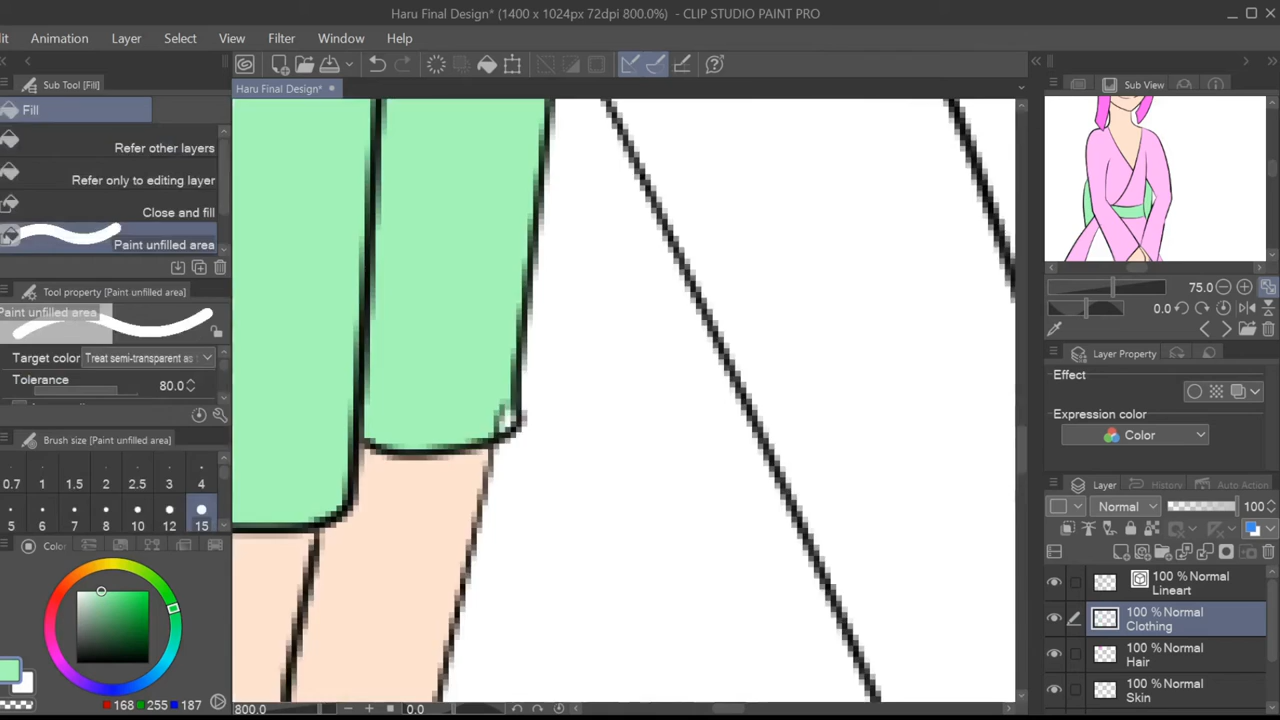 Haru Final Design* (1400 x 1024px 72dpi 800.0%) - CLIP STUDIO PAINT PRO
it Animation Layer Select View Filter Window Help
Sub Tool [Fill]
Fill
Refer other layers
Refer only to editing layer
Close and fill
Paint unfilled area
Tool property [Paint unfilled area]
Paint unfilled area
Target color Treat semi-transparent as
Tolerance 80.0
Brush size [Paint unfilled area]
0.7 1 1.5 2 2.5 3 4
5 6 7 8 10 12 15
Color
168 255 187
Haru Final Design*
800.0 0.0
Sub View
75.0
0.0
Layer Property
Effect
Expression color
Color
Layer History Auto Action
Normal 100
100 %Normal
Lineart
100 %Normal
Clothing
100 %Normal
Hair
100 %Normal
Skin